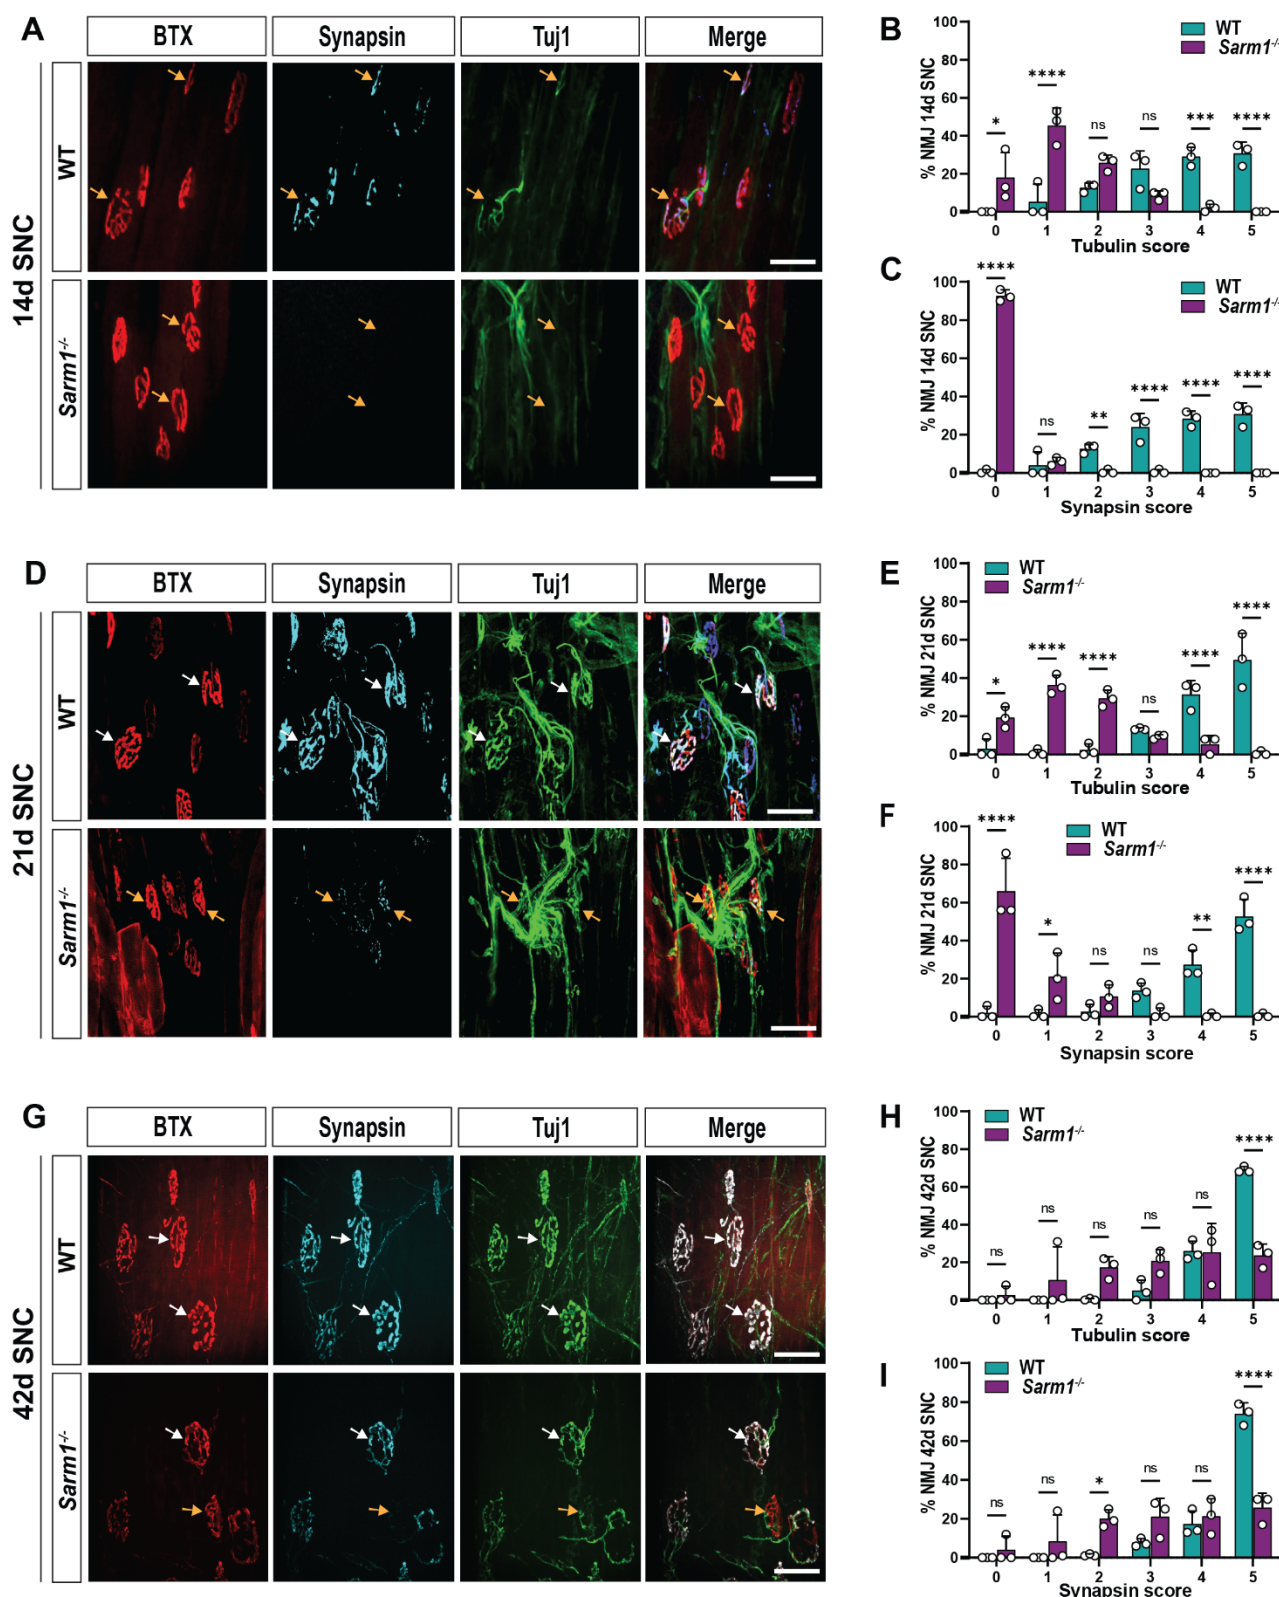 A
BTX
Synapsin
Tuj1
Merge
14d SNC
WT
Sarm1-/-
B
WT
Sarm1-/-
% NMJ 14d SNC
100
80
60
40
20
0
* **** ns ns *** ****
0 1 2 3 4 5
Tubulin score
C
WT
Sarm1-/-
% NMJ 14d SNC
100
80
60
40
20
0
**** ns ** **** **** ****
0 1 2 3 4 5
Synapsin score
D
BTX
Synapsin
Tuj1
Merge
21d SNC
WT
Sarm1-/-
E
WT
Sarm1-/-
% NMJ 21d SNC
100
80
60
40
20
0
* **** **** ns **** ****
0 1 2 3 4 5
Tubulin score
F
WT
Sarm1-/-
% NMJ 21d SNC
100
80
60
40
20
0
**** * ns ns ** ****
0 1 2 3 4 5
Synapsin score
G
BTX
Synapsin
Tuj1
Merge
42d SNC
WT
Sarm1-/-
H
WT
Sarm1-/-
% NMJ 42d SNC
100
80
60
40
20
0
ns ns ns ns ns ****
0 1 2 3 4 5
Tubulin score
I
WT
Sarm1-/-
% NMJ 42d SNC
100
80
60
40
20
0
ns ns * ns ns ****
0 1 2 3 4 5
Synapsin score